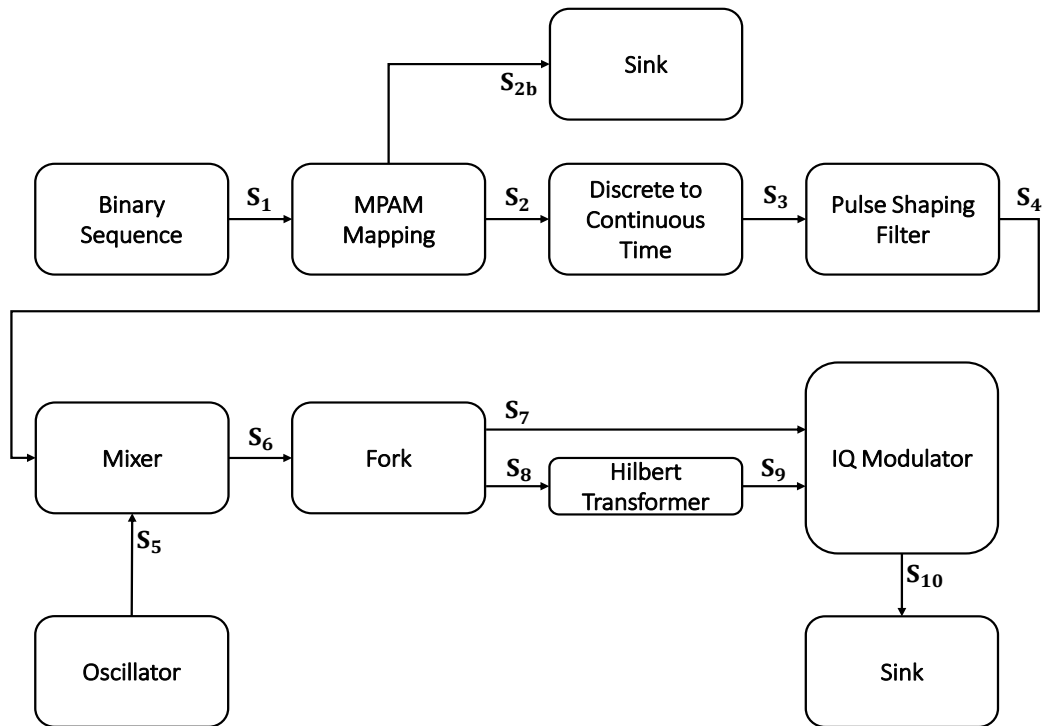 Sink
S₂b
Binary
Sequence
S₁
MPAM
Mapping
S₂
Discrete to
Continuous
Time
S₃
Pulse Shaping
Filter
S₄
Mixer
S₆
Fork
S₇
S₈
Hilbert
Transformer
S₉
IQ Modulator
S₅
S₁₀
Oscillator
Sink